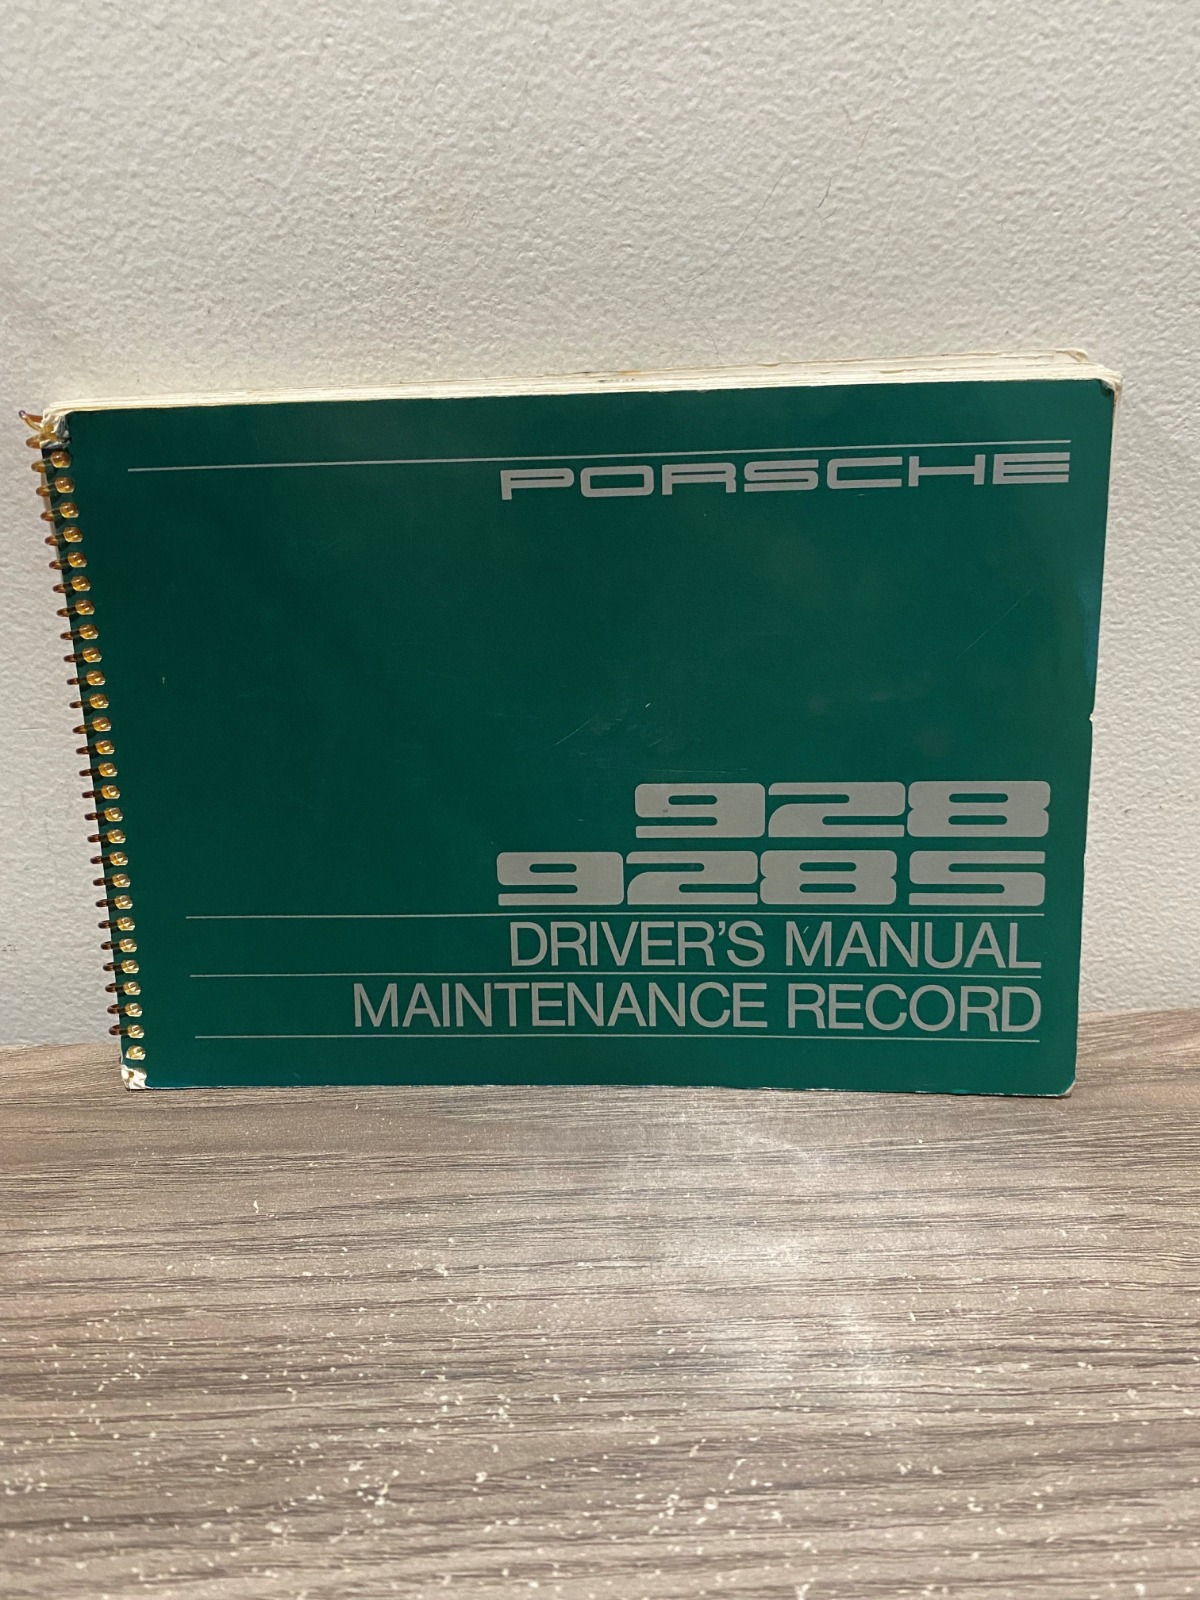 PORSCHE
928
928S
DRIVER'S MANUAL
MAINTENANCE RECORD